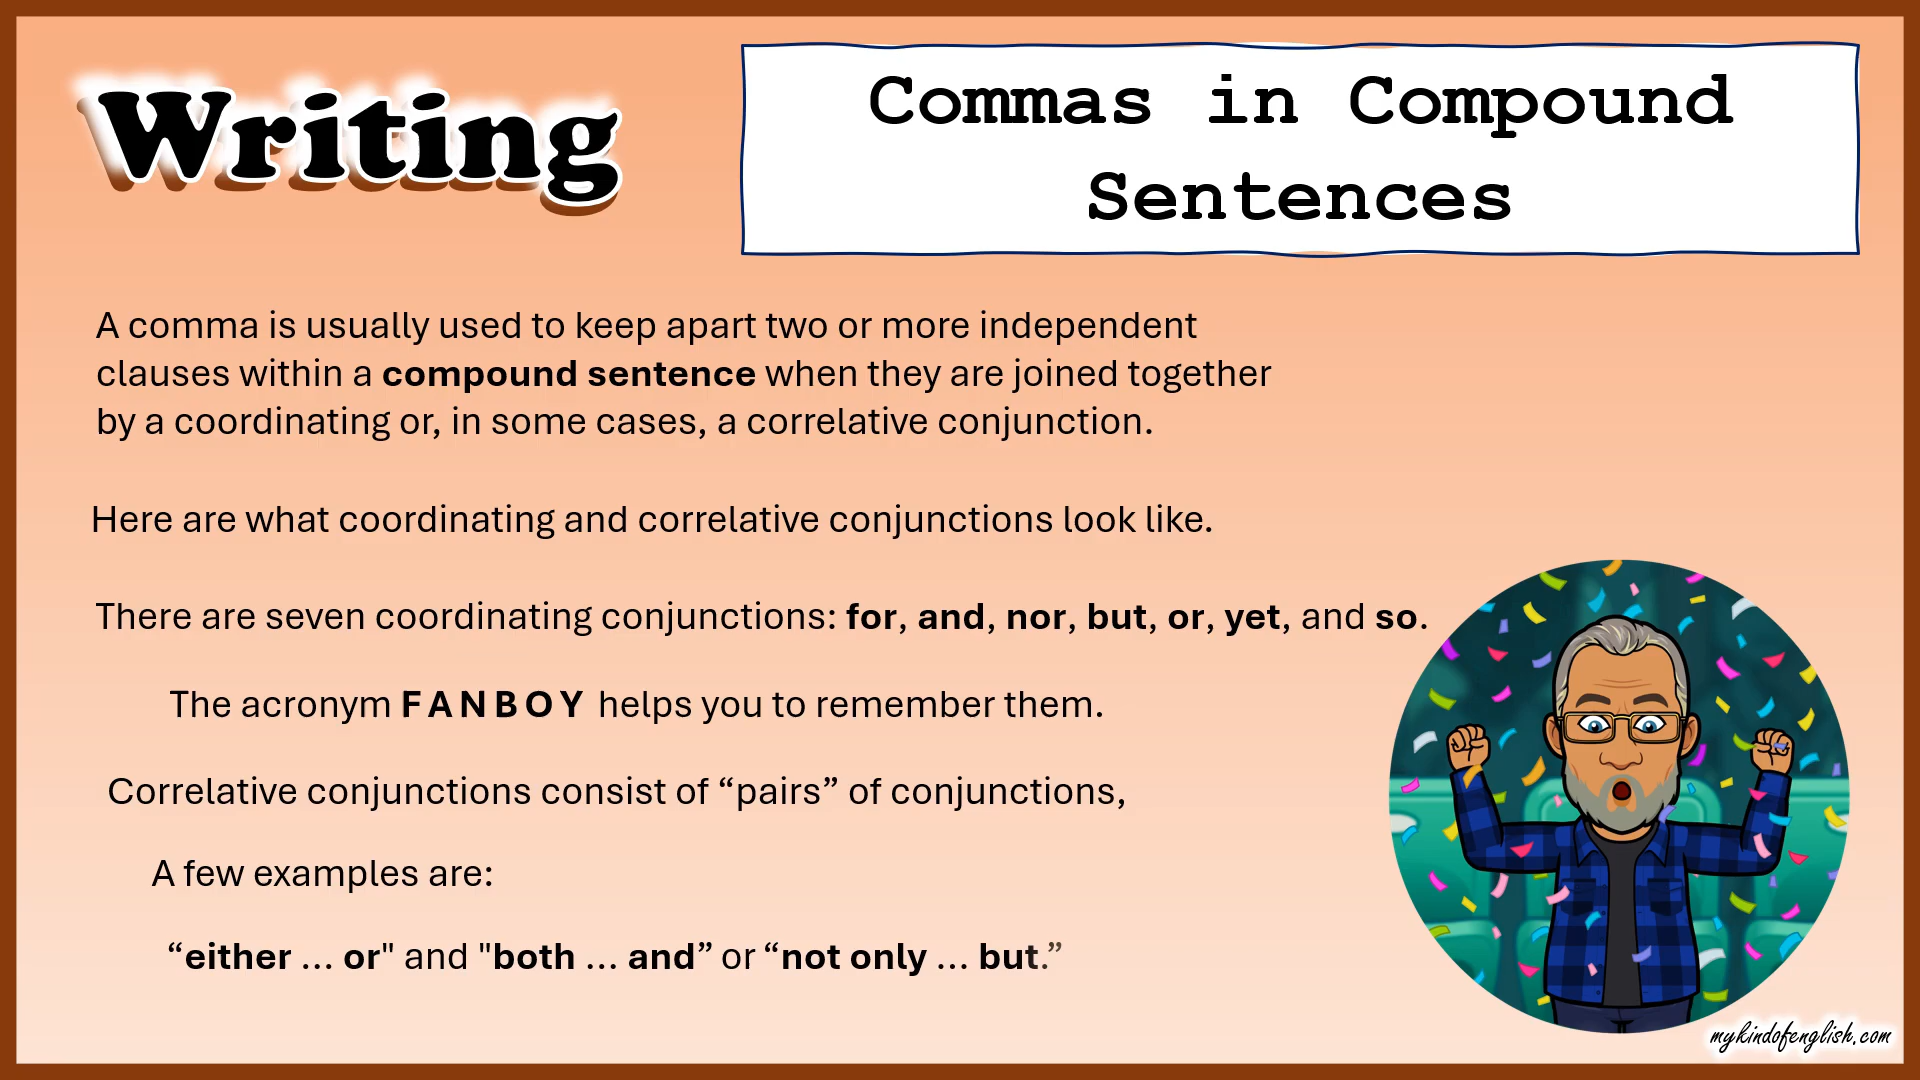 Writing
Commas in Compound
Sentences
A comma is usually used to keep apart two or more independent
clauses within a compound sentence when they are joined together
by a coordinating or, in some cases, a correlative conjunction.
Here are what coordinating and correlative conjunctions look like.
There are seven coordinating conjunctions: for, and, nor, but, or, yet, and so.
The acronym F A N B O Y helps you to remember them.
Correlative conjunctions consist of “pairs” of conjunctions,
A few examples are:
“either ... or" and "both ... and” or “not only ... but.”
mykindofenglish.com